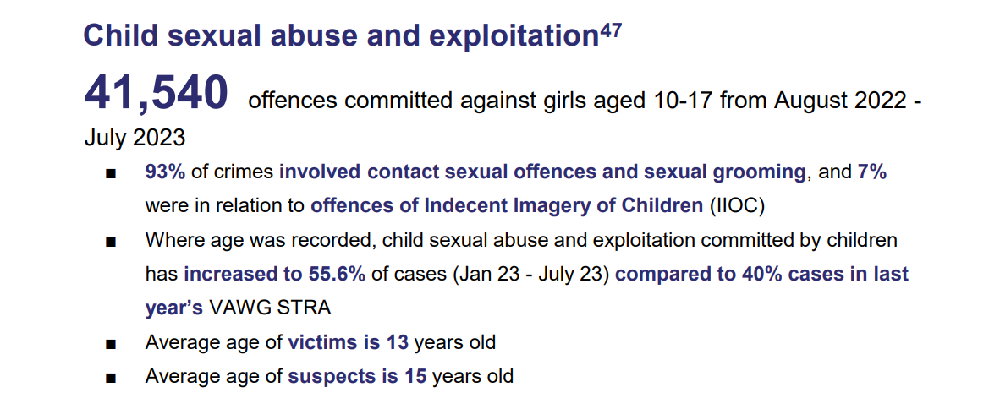 Child sexual abuse and exploitation47
41,540 offences committed against girls aged 10-17 from August 2022 -
July 2023
■ 93% of crimes involved contact sexual offences and sexual grooming, and 7%
were in relation to offences of Indecent Imagery of Children (IIOC)
■ Where age was recorded, child sexual abuse and exploitation committed by children
has increased to 55.6% of cases (Jan 23 - July 23) compared to 40% cases in last
year’s VAWG STRA
■ Average age of victims is 13 years old
■ Average age of suspects is 15 years old